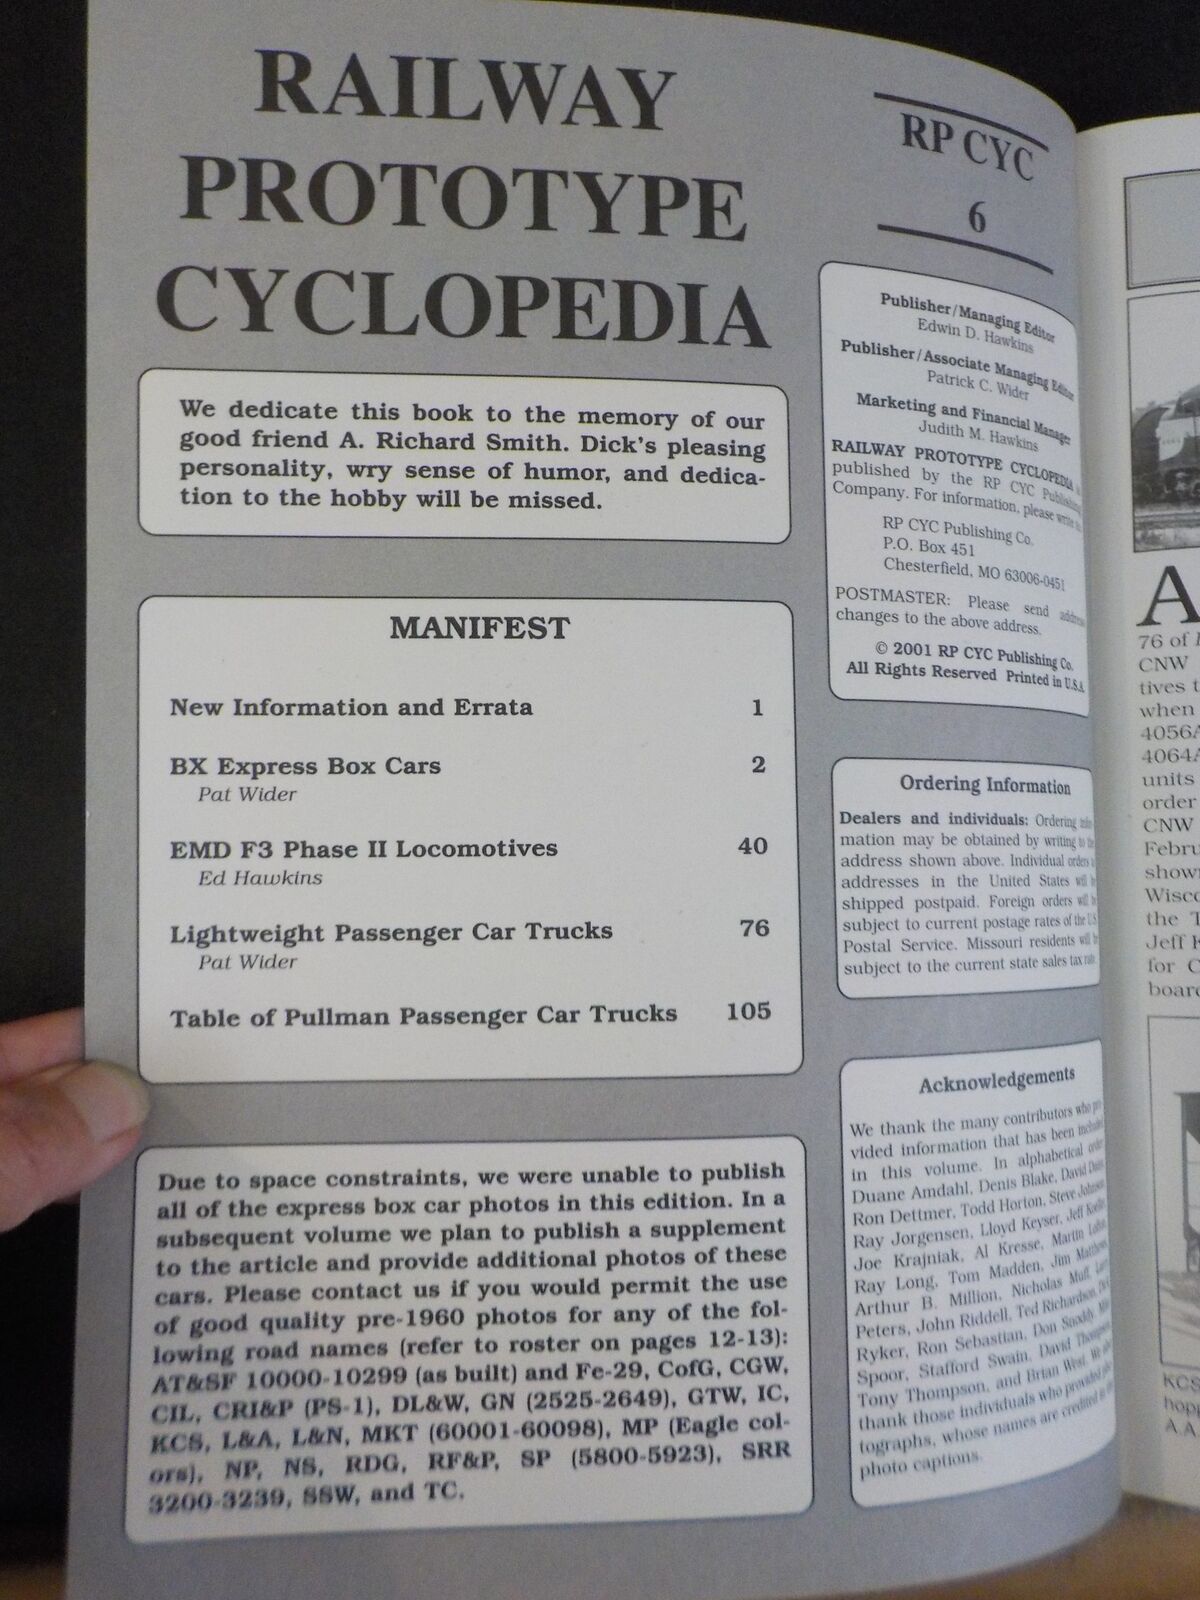 RAILWAY
PROTOTYPE
CYCLOPEDIA
We dedicate this book to the memory of our
good friend A. Richard Smith. Dick's pleasing
personality, wry sense of humor, and dedica-
tion to the hobby will be missed.
MANIFEST
New Information and Errata 1
BX Express Box Cars 2
Pat Wider
EMD F3 Phase II Locomotives 40
Ed Hawkins
Lightweight Passenger Car Trucks 76
Pat Wider
Table of Pullman Passenger Car Trucks 105
Due to space constraints, we were unable to publish
all of the express box car photos in this edition. In a
subsequent volume we plan to publish a supplement
to the article and provide additional photos of these
cars. Please contact us if you would permit the use
of good quality pre-1960 photos for any of the fol-
lowing road names (refer to roster on pages 12-13):
AT&SF 10000-10299 (as built) and Fe-29, CofG, CGW,
CIL, CRI&P (PS-1), DL&W, GN (2525-2649), GTW, IC,
KCS, L&A, L&N, MKT (60001-60098), MP (Eagle col-
ors), NP, NS, RDG, RF&P, SP (5800-5923), SRR
3200-3239, SSW, and TC.
RP CYC
6
Publisher/Managing Editor
Edwin D. Hawkins
Publisher/Associate Managing Editor
Patrick C. Wider
Marketing and Financial Manager
Judith M. Hawkins
RAILWAY PROTOTYPE CYCLOPEDIA
published by the RP CYC Publishing
Company. For information, please write
RP CYC Publishing Co.
P.O. Box 451
Chesterfield, MO 63006-0451
POSTMASTER: Please send address
changes to the above address.
© 2001 RP CYC Publishing Co.
All Rights Reserved Printed in U.S.A.
Ordering Information
Dealers and individuals: Ordering
mation may be obtained by writing to the
address shown above. Individual orders
addresses in the United States will
shipped postpaid. Foreign orders will
subject to current postage rates of the U.S.
Postal Service. Missouri residents will
subject to the current state sales tax rate.
Acknowledgements
We thank the many contributors who pro-
vided information that has been included
in this volume. In alphabetical order
Duane Amdahl, Denis Blake, David
Ron Dettmer, Todd Horton, Steve Johnson,
Ray Jorgensen, Lloyd Keyser, Jeff
Joe Krajniak, Al Kresse, Martin Lofton,
Ray Long, Tom Madden, Jim Matthews,
Arthur B. Million, Nicholas Muff, Larry
Peters, John Riddell, Ted Richardson,
Ryker, Ron Sebastian, Don Snoddy,
Spoor, Stafford Swain, David Thompson,
Tony Thompson, and Brian West. We
thank those individuals who provided
tographs, whose names are credited in the
photo captions.
A
76 of
CNW
tives
when
4056A
4064A
units
order
CNW
Febru
shown
Wisco
the
Jeff
for
board
KCS
hopp
A.A.